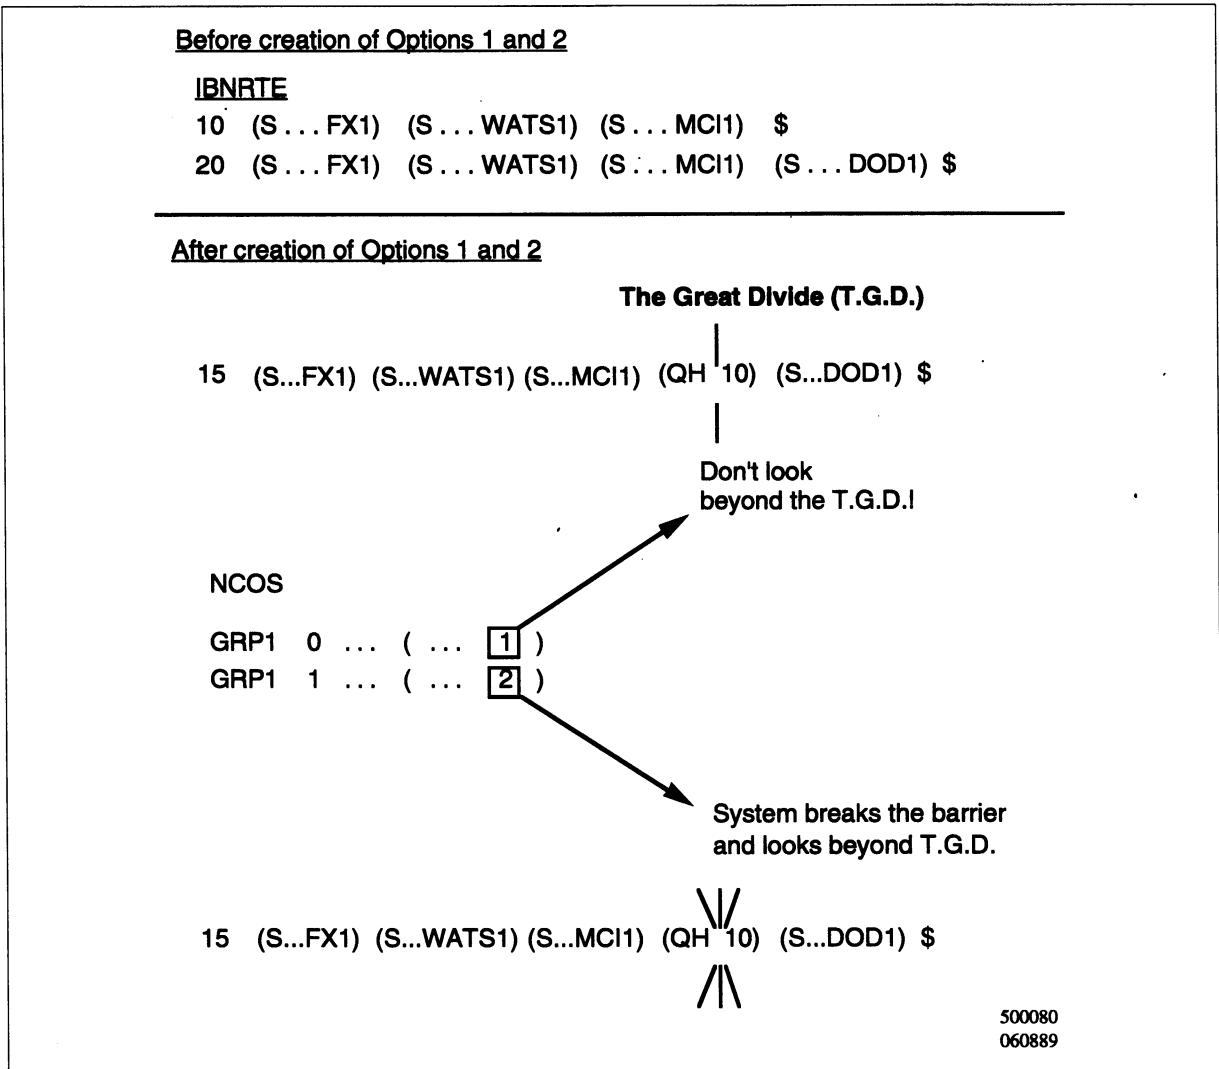 Before creation of Options 1 and 2
IBNRTE
10 (S . . . FX1) (S . . . WATS1) (S . . . MCI1) $
20 (S . . . FX1) (S . . . WATS1) (S . . . MCI1) (S . . . DOD1) $
After creation of Options 1 and 2
The Great Divide (T.G.D.)
15 (S...FX1) (S...WATS1) (S...MCI1) (QH 10) (S...DOD1) $
Don't look
beyond the T.G.D.!
NCOS
GRP1 0 ... ( ... 1 )
GRP1 1 ... ( ... 2 )
System breaks the barrier
and looks beyond T.G.D.
15 (S...FX1) (S...WATS1) (S...MCI1) (QH 10) (S...DOD1) $
500080
060889